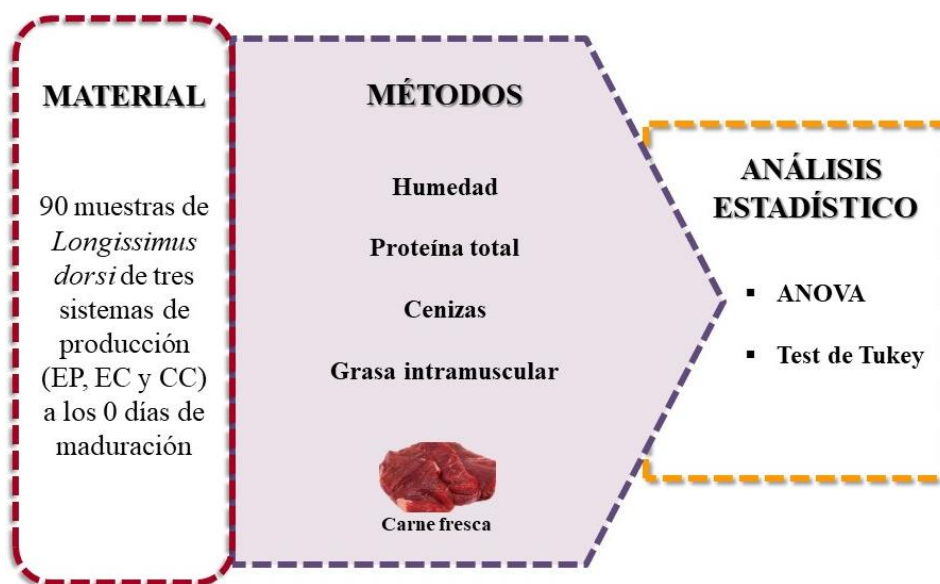 MATERIAL
90 muestras de
Longissimus
dorsi de tres
sistemas de
producción
(EP, EC y CC)
a los 0 días de
maduración
MÉTODOS
Humedad
Proteína total
Cenizas
Grasa intramuscular
Carne fresca
ANÁLISIS
ESTADÍSTICO
▪ ANOVA
▪ Test de Tukey